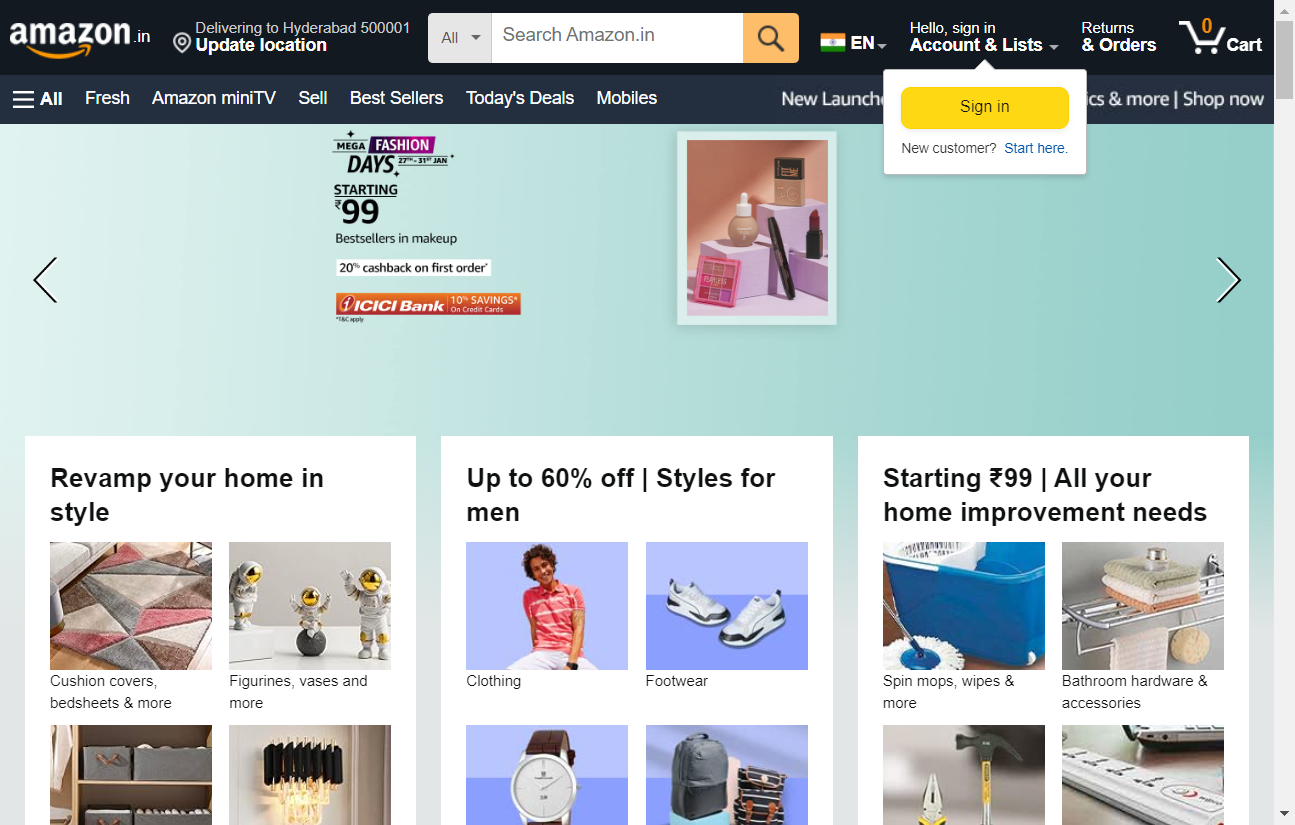 amazon.in
Delivering to Hyderabad 500001
Update location
All
Search Amazon.in
EN
Hello, sign in
Account & Lists
Returns
& Orders
0
Cart
All
Fresh
Amazon miniTV
Sell
Best Sellers
Today's Deals
Mobiles
New Launche
ics & more | Shop now
Sign in
New customer? Start here.
MEGA FASHION
DAYS 27TH - 31ST JAN
STARTING
₹99
Bestsellers in makeup
20% cashback on first order*
ICICI Bank
10% SAVINGS*
On Credit Cards
*T&C apply
Revamp your home in
style
Cushion covers,
bedsheets & more
Figurines, vases and
more
Up to 60% off | Styles for
men
Clothing
Footwear
Starting ₹99 | All your
home improvement needs
Spin mops, wipes &
more
Bathroom hardware &
accessories